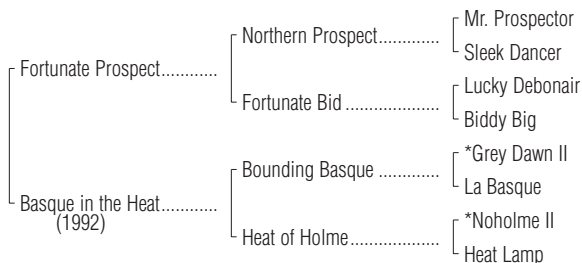 Mr. Prospector
Northern Prospect............
Sleek Dancer
Fortunate Prospect...........
Lucky Debonair
Fortunate Bid ....................
Biddy Big
*Grey Dawn II
Bounding Basque .............
La Basque
Basque in the Heat...........
(1992)
*Noholme II
Heat of Holme...................
Heat Lamp